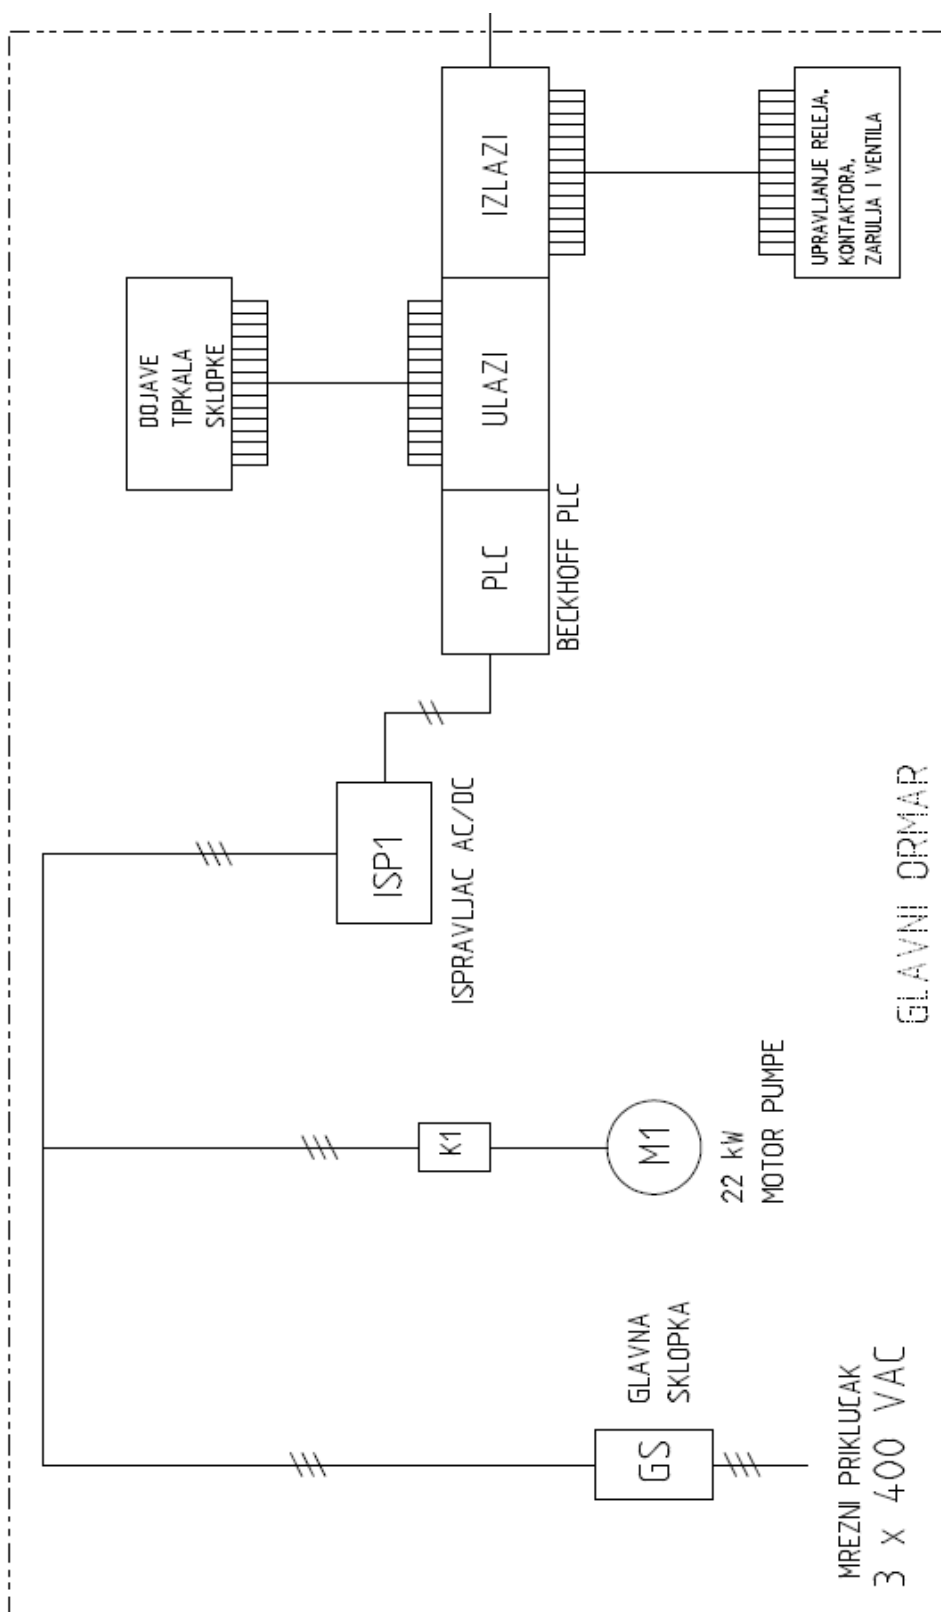 MREZNI PRIKLUCAK
3 x 400 VAC
GS
GLAVNA
SKLOPKA
K1
M1
22 kW
MOTOR PUMPE
ISP1
ISPRAVLJAC AC/DC
GLAVNI ORMAR
PLC
BECKHOFF PLC
ULAZI
IZLAZI
DOJAVE
TIPKALA
SKLOPKE
UPRAVLJANJE RELEJA,
KONTAKTORA,
ZARULJA I VENTILA